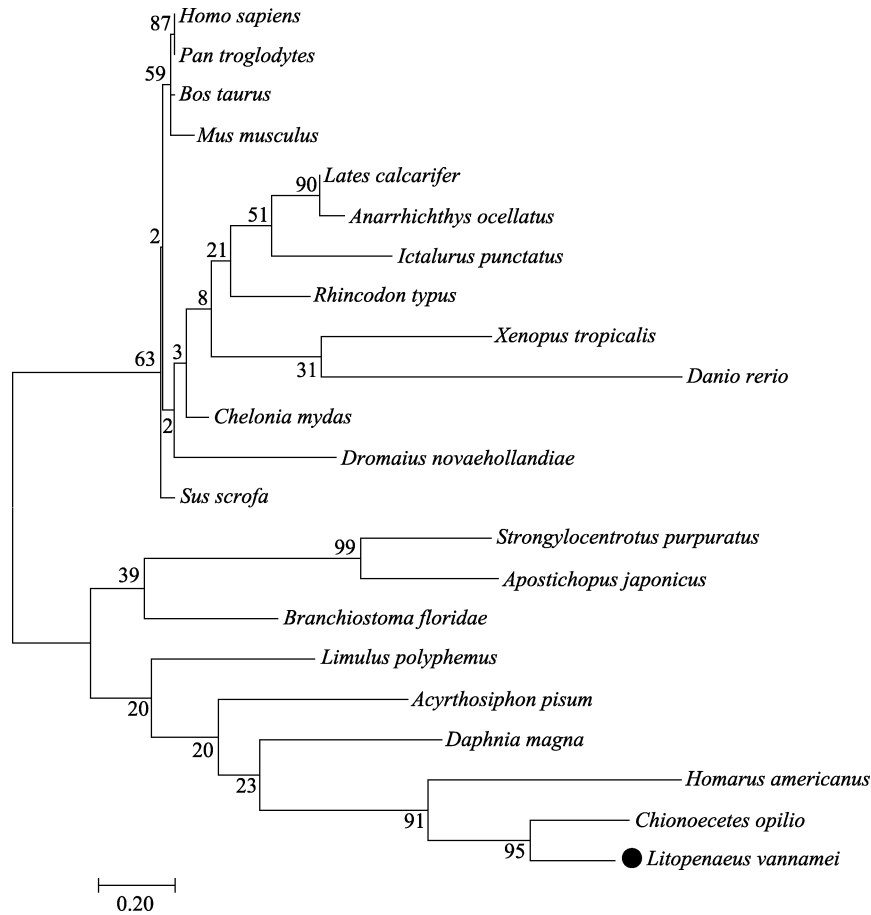 87 Homo sapiens
Pan troglodytes
59
Bos taurus
Mus musculus
Lates calcarifer
90
51 Anarrhichthys ocellatus
2
21 Ictalurus punctatus
8 Rhincodon typus
Xenopus tropicalis
63 3
31 Danio rerio
Chelonia mydas
2
Dromaius novaehollandiae
Sus scrofa
Strongylocentrotus purpuratus
99
39 Apostichopus japonicus
Branchiostoma floridae
Limulus polyphemus
20 Acyrthosiphon pisum
20 Daphnia magna
23 Homarus americanus
91 Chionoecetes opilio
95 Litopenaeus vannamei
0.20